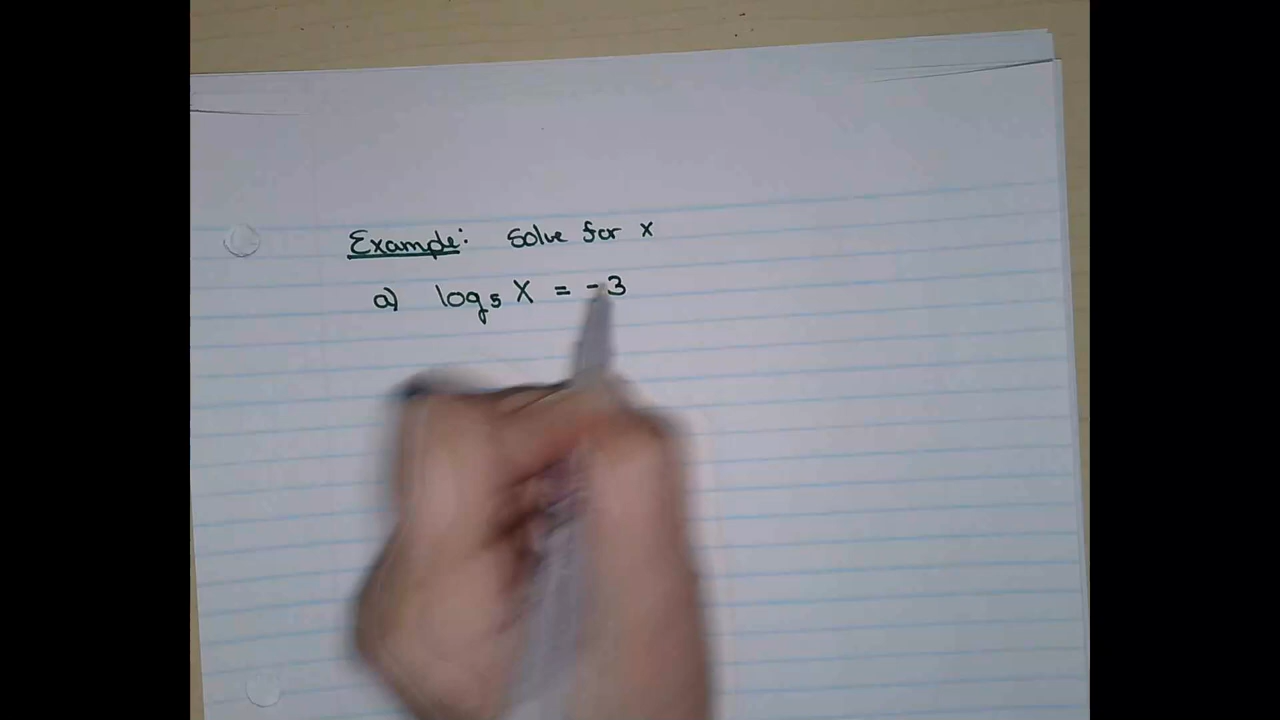 Example: Solve for x
a) log₅ X = -3